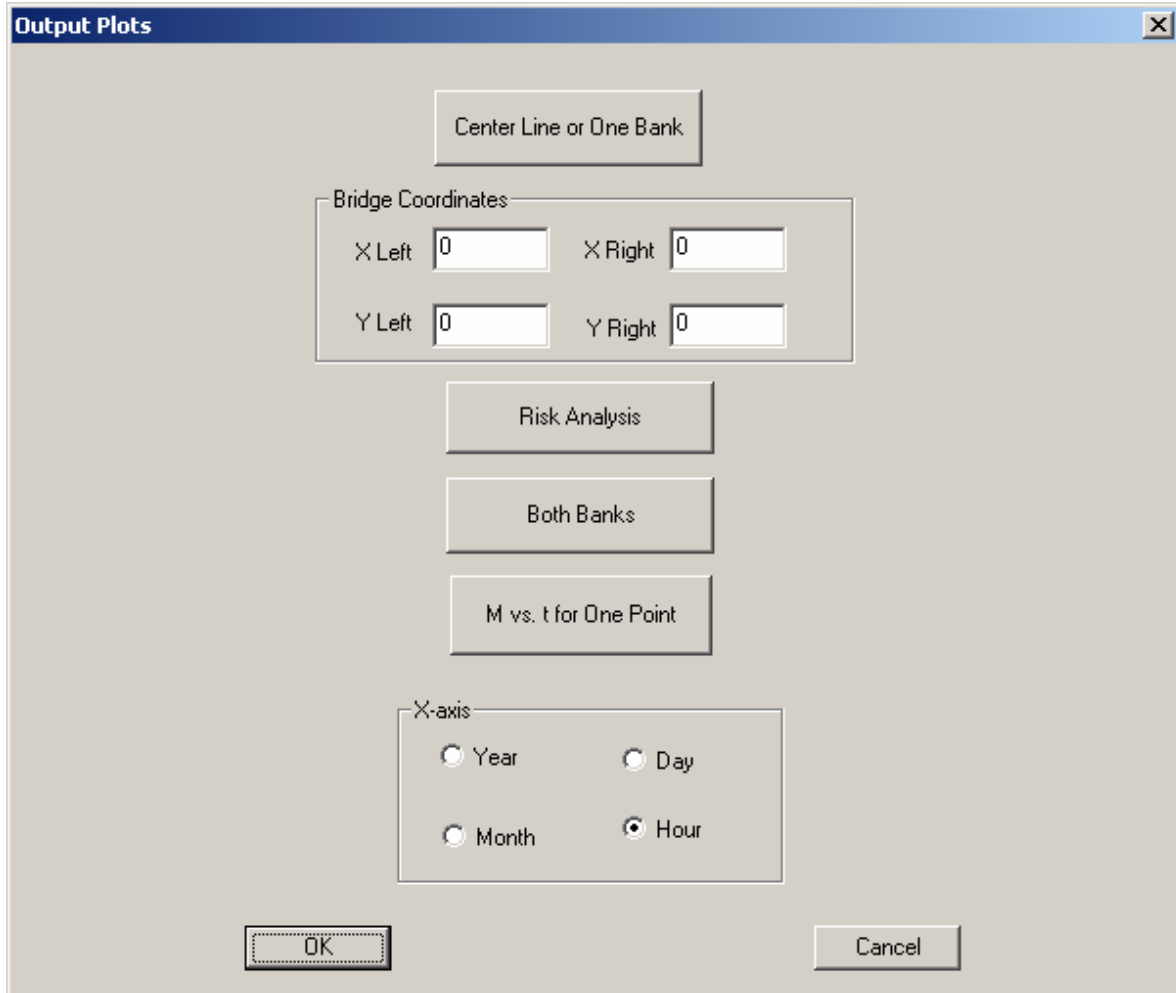 Output Plots
Center Line or One Bank
Bridge Coordinates
X Left 0 X Right 0
Y Left 0 Y Right 0
Risk Analysis
Both Banks
M vs. t for One Point
X-axis
Year Day
Month Hour
OK Cancel